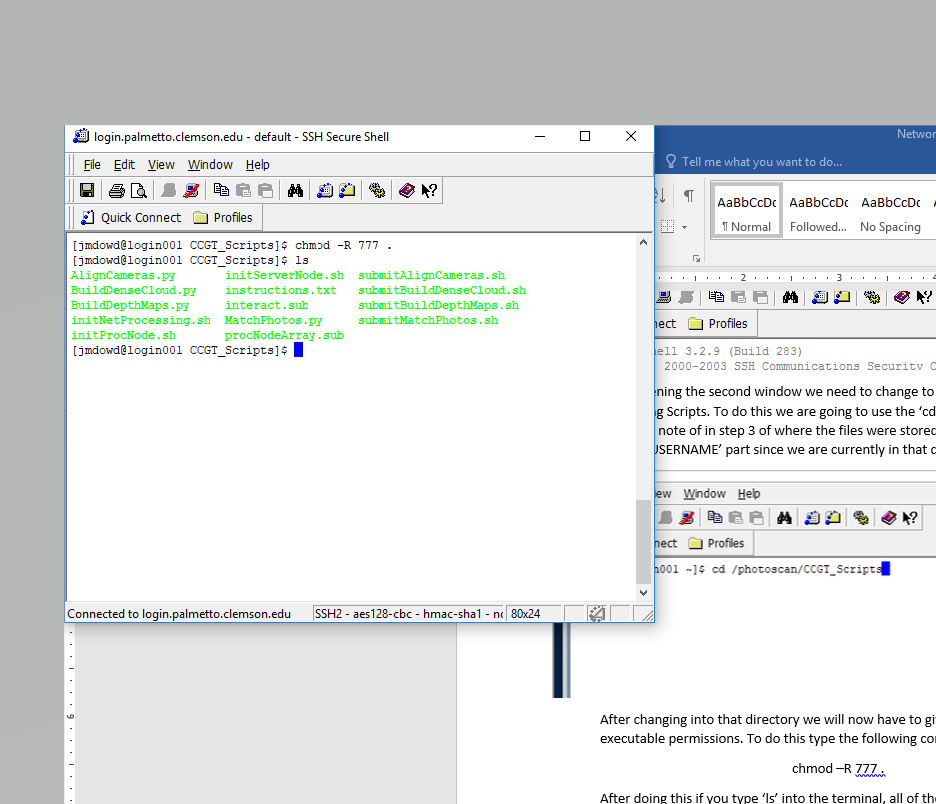 login.palmetto.clemson.edu - default - SSH Secure Shell
File Edit View Window Help
Quick Connect Profiles
[jmdowd@login001 CCGT_Scripts]$ chmod -R 777 .
[jmdowd@login001 CCGT_Scripts]$ ls
AlignCameras.py initServerNode.sh submitAlignCameras.sh
BuildDenseCloud.py instructions.txt submitBuildDenseCloud.sh
BuildDepthMaps.py interact.sub submitBuildDepthMaps.sh
initNetProcessing.sh MatchPhotos.py submitMatchPhotos.sh
initProcNode.sh procNodeArray.sub
[jmdowd@login001 CCGT_Scripts]$
Connected to login.palmetto.clemson.edu SSH2 - aes128-cbc - hmac-sha1 - no 80x24
Networ
Tell me what you want to do...
AaBbCcDc AaBbCcDc AaBbCcDc
¶ Normal Followed... No Spacing
1 2 3
nect Profiles
ell 3.2.9 (Build 283)
2000-2003 SSH Communications Security C
ening the second window we need to change to
g Scripts. To do this we are going to use the ‘cd
note of in step 3 of where the files were stored
USERNAME’ part since we are currently in that d
ew Window Help
nect Profiles
n001 ~]$ cd /photoscan/CCGT_Scripts
After changing into that directory we will now have to gi
executable permissions. To do this type the following co
chmod –R 777 .
After doing this if you type ‘ls’ into the terminal, all of the
9